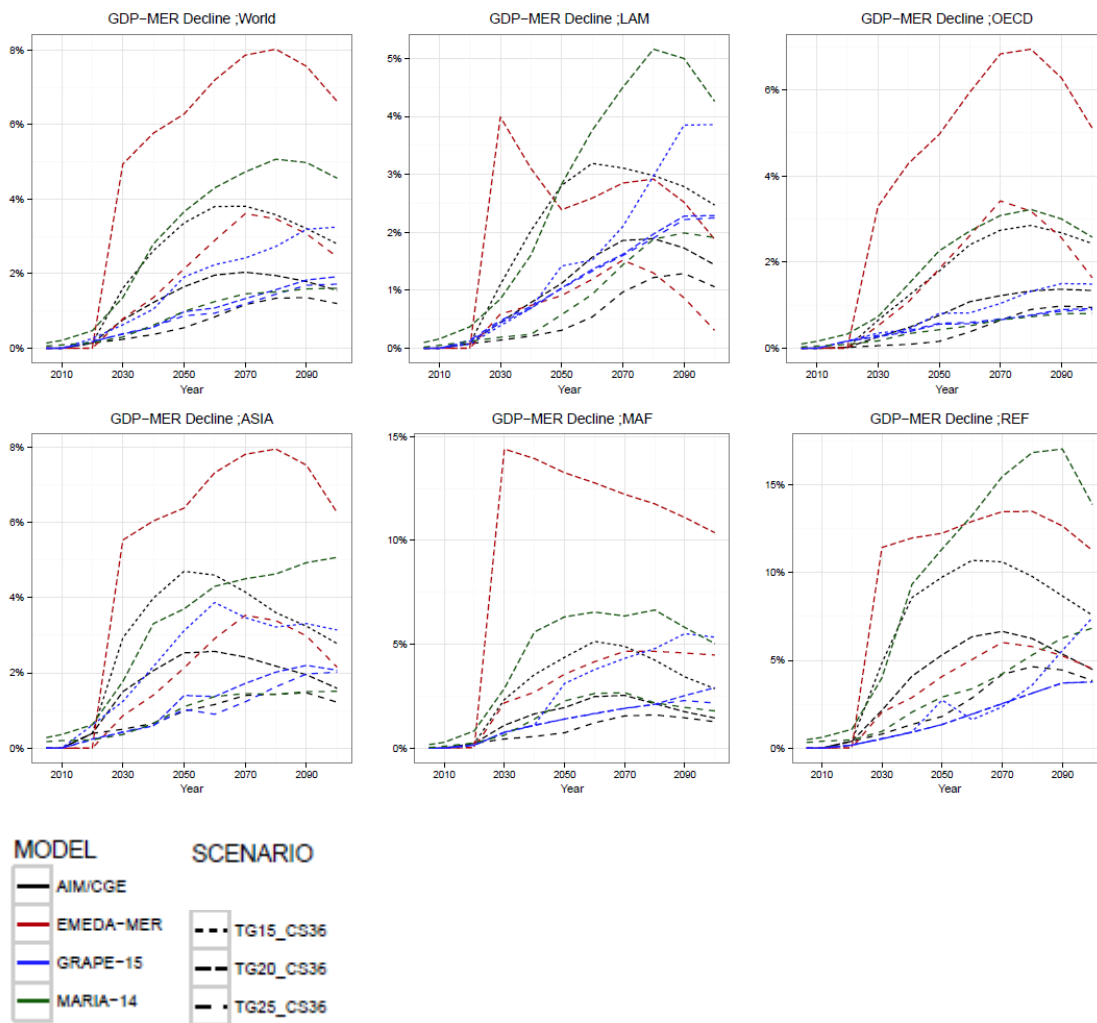 GDP−MER Decline ;World
8%
6%
4%
2%
0%
2010 2030 2050 2070 2090
Year
GDP−MER Decline ;LAM
5%
4%
3%
2%
1%
0%
2010 2030 2050 2070 2090
Year
GDP−MER Decline ;OECD
6%
4%
2%
0%
2010 2030 2050 2070 2090
Year
GDP−MER Decline ;ASIA
8%
6%
4%
2%
0%
2010 2030 2050 2070 2090
Year
GDP−MER Decline ;MAF
15%
10%
5%
0%
2010 2030 2050 2070 2090
Year
GDP−MER Decline ;REF
15%
10%
5%
0%
2010 2030 2050 2070 2090
Year
MODEL
AIM/CGE
EMEDA−MER
GRAPE−15
MARIA−14
SCENARIO
TG15_CS36
TG20_CS36
TG25_CS36